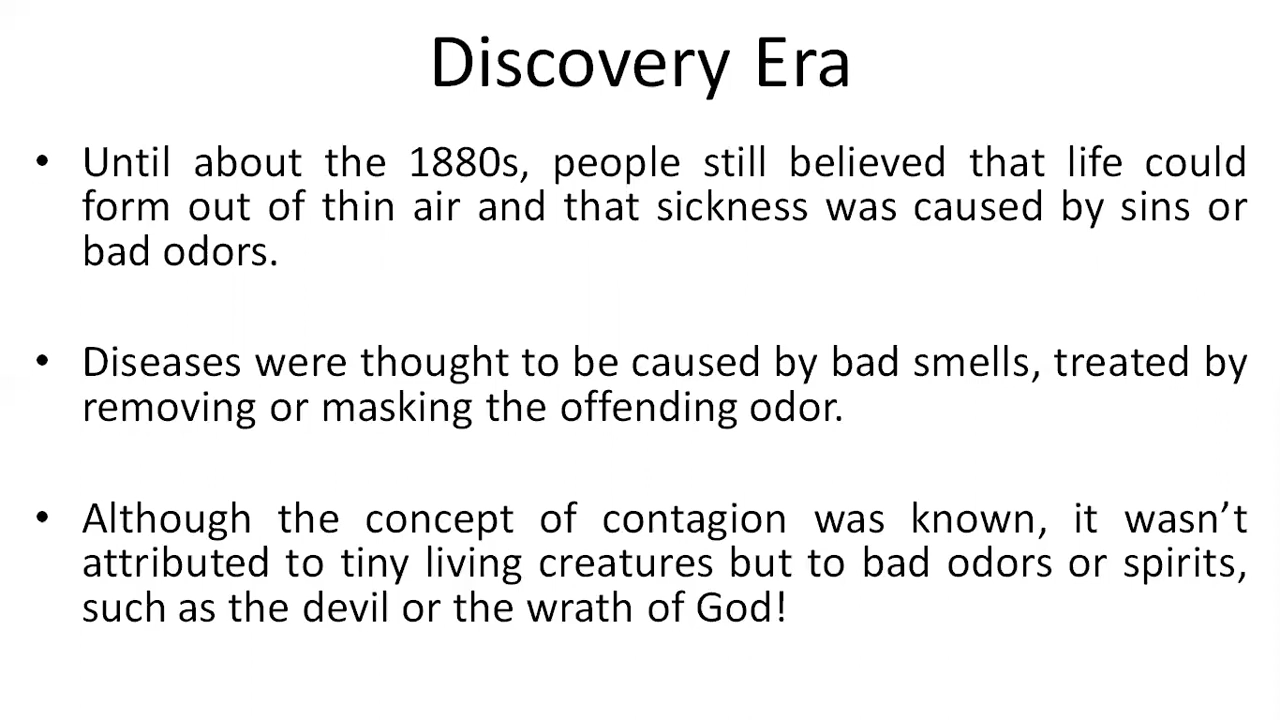 Discovery Era
• Until about the 1880s, people still believed that life could
form out of thin air and that sickness was caused by sins or
bad odors.
• Diseases were thought to be caused by bad smells, treated by
removing or masking the offending odor.
• Although the concept of contagion was known, it wasn’t
attributed to tiny living creatures but to bad odors or spirits,
such as the devil or the wrath of God!